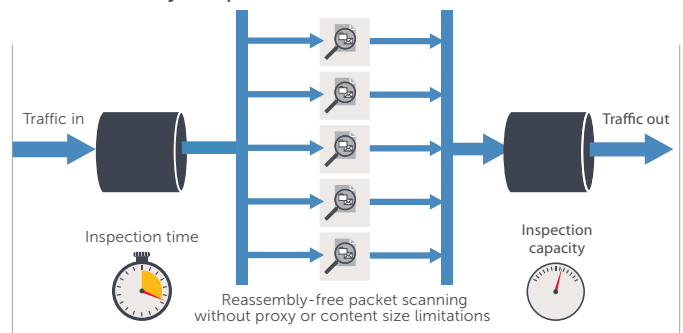 Traffic in
Traffic out
Inspection time
Inspection
capacity
Reassembly-free packet scanning
without proxy or content size limitations